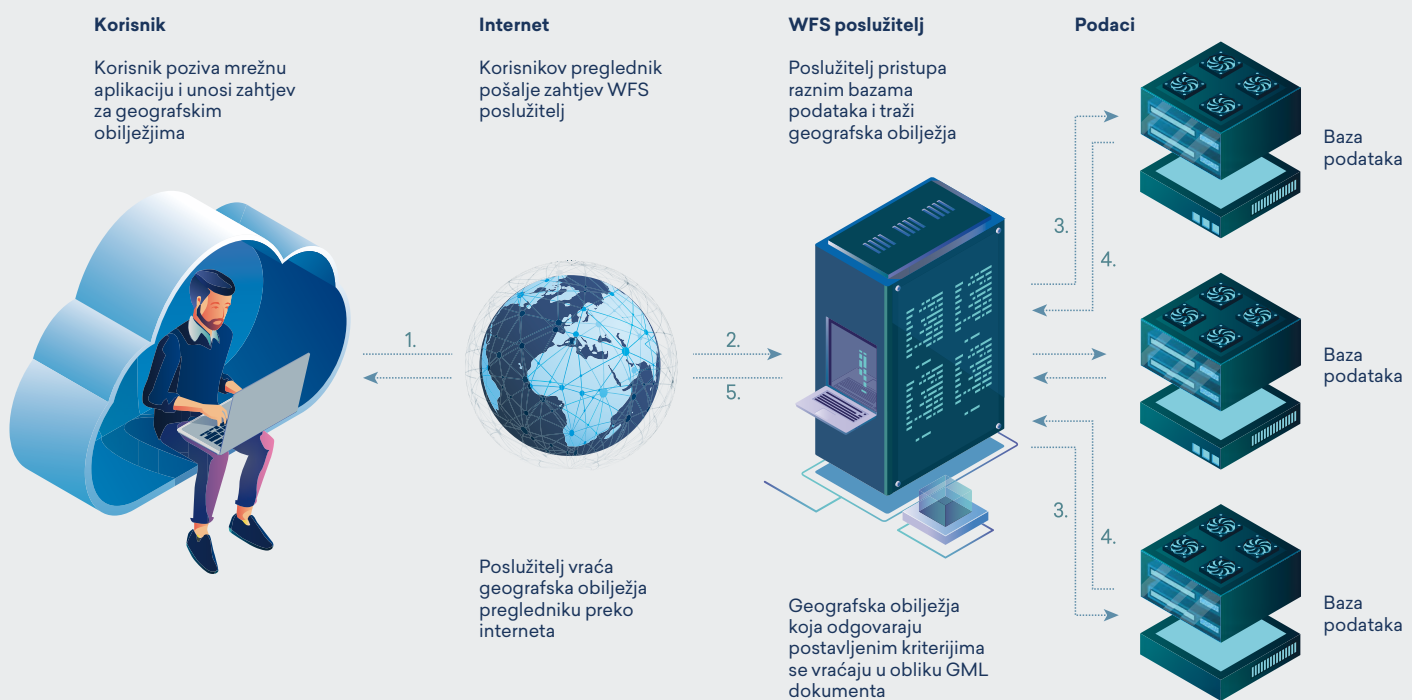 Korisnik
Korisnik poziva mrežnu
aplikaciju i unosi zahtjev
za geografskim
obilježjima
Internet
Korisnikov preglednik
pošalje zahtjev WFS
poslužitelj
WFS poslužitelj
Poslužitelj pristupa
raznim bazama
podataka i traži
geografska obilježja
Podaci
Baza
podataka
3.
4.
1.
2.
5.
Baza
podataka
3.
4.
Poslužitelj vraća
geografska obilježja
pregledniku preko
interneta
Geografska obilježja
koja odgovaraju
postavljenim kriterijima
se vraćaju u obliku GML
dokumenta
Baza
podataka